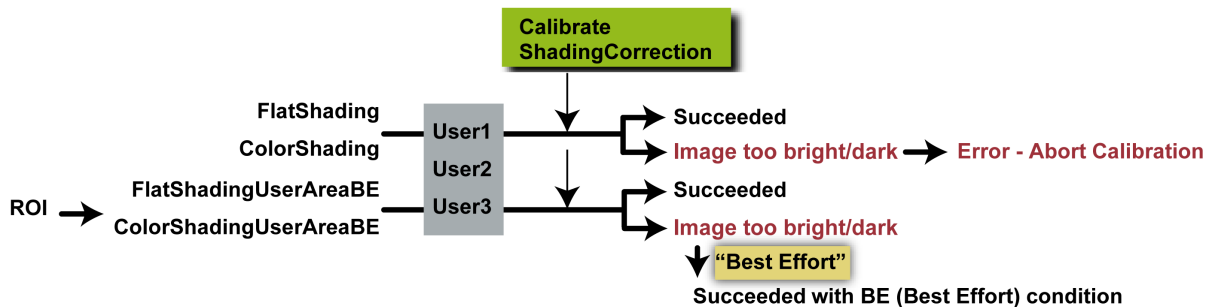 Calibrate
ShadingCorrection
FlatShading
ColorShading
User1
User2
User3
Succeeded
Image too bright/dark
Error - Abort Calibration
ROI
FlatShadingUserAreaBE
ColorShadingUserAreaBE
Succeeded
Image too bright/dark
“Best Effort”
Succeeded with BE (Best Effort) condition